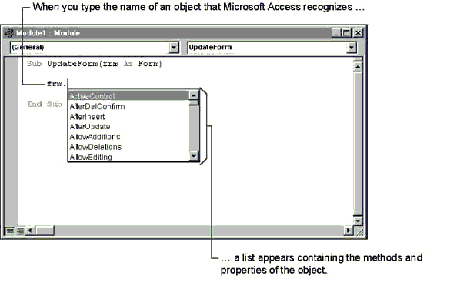 When you type the name of an object that Microsoft Access recognizes ...
Module1 : Module
(General)
UpdateForm
Sub UpdateForm(frm As Form)
frm.
ActiveControl
AfterDelConfirm
AfterInsert
AfterUpdate
AllowAdditions
AllowDeletions
AllowEditing
End Sub
... a list appears containing the methods and
properties of the object.